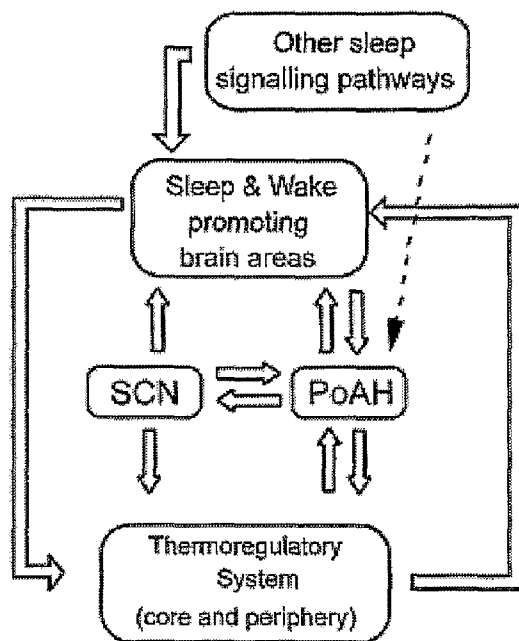 Other sleep
signalling pathways
Sleep & Wake
promoting
brain areas
SCN
PoAH
Thermoregulatory
System
(core and periphery)